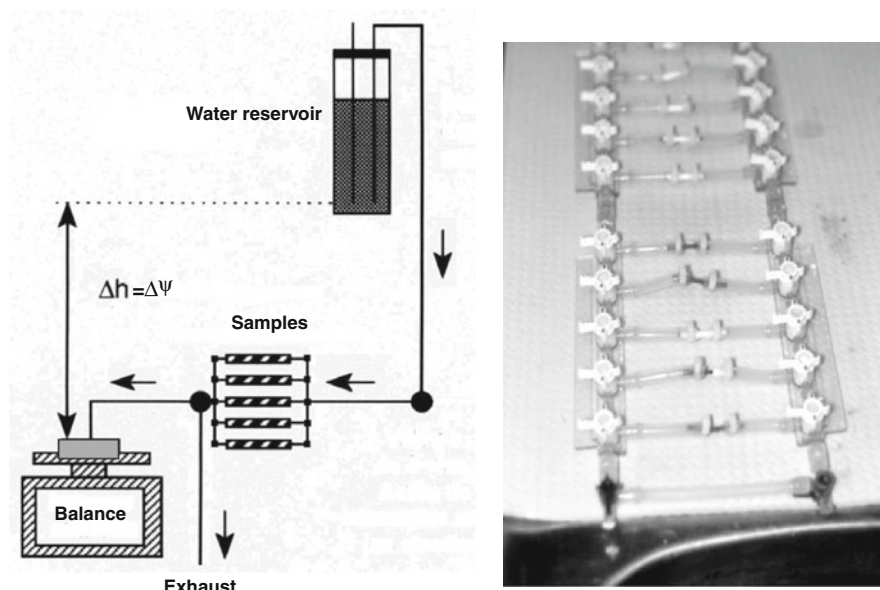 Water reservoir
Δh = ΔΨ
Samples
Balance
Exhaust